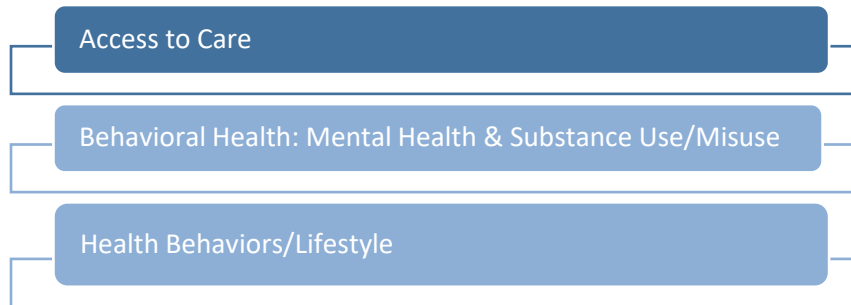 Access to Care
Behavioral Health: Mental Health & Substance Use/Misuse
Health Behaviors/Lifestyle